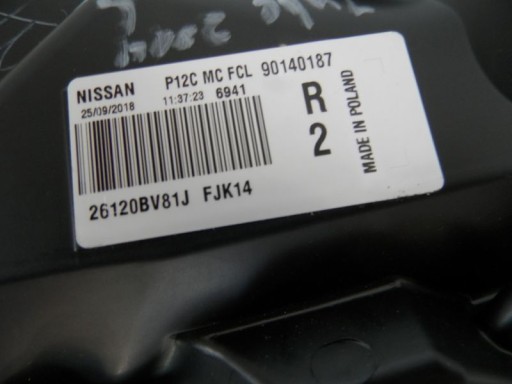 NISSAN P12C MC FCL 90140187
25/09/2018 11:37:23 6941
R
2
MADE IN POLAND
26120BV81J FJK14